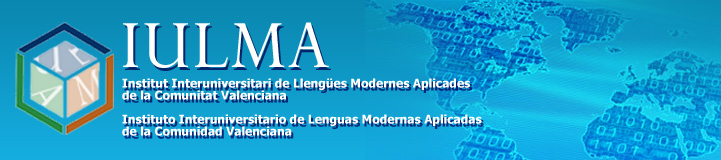 IULMA
Institut Interuniversitari de Llengües Modernes Aplicades
de la Comunitat Valenciana
Instituto Interuniversitario de Lenguas Modernas Aplicadas
de la Comunidad Valenciana